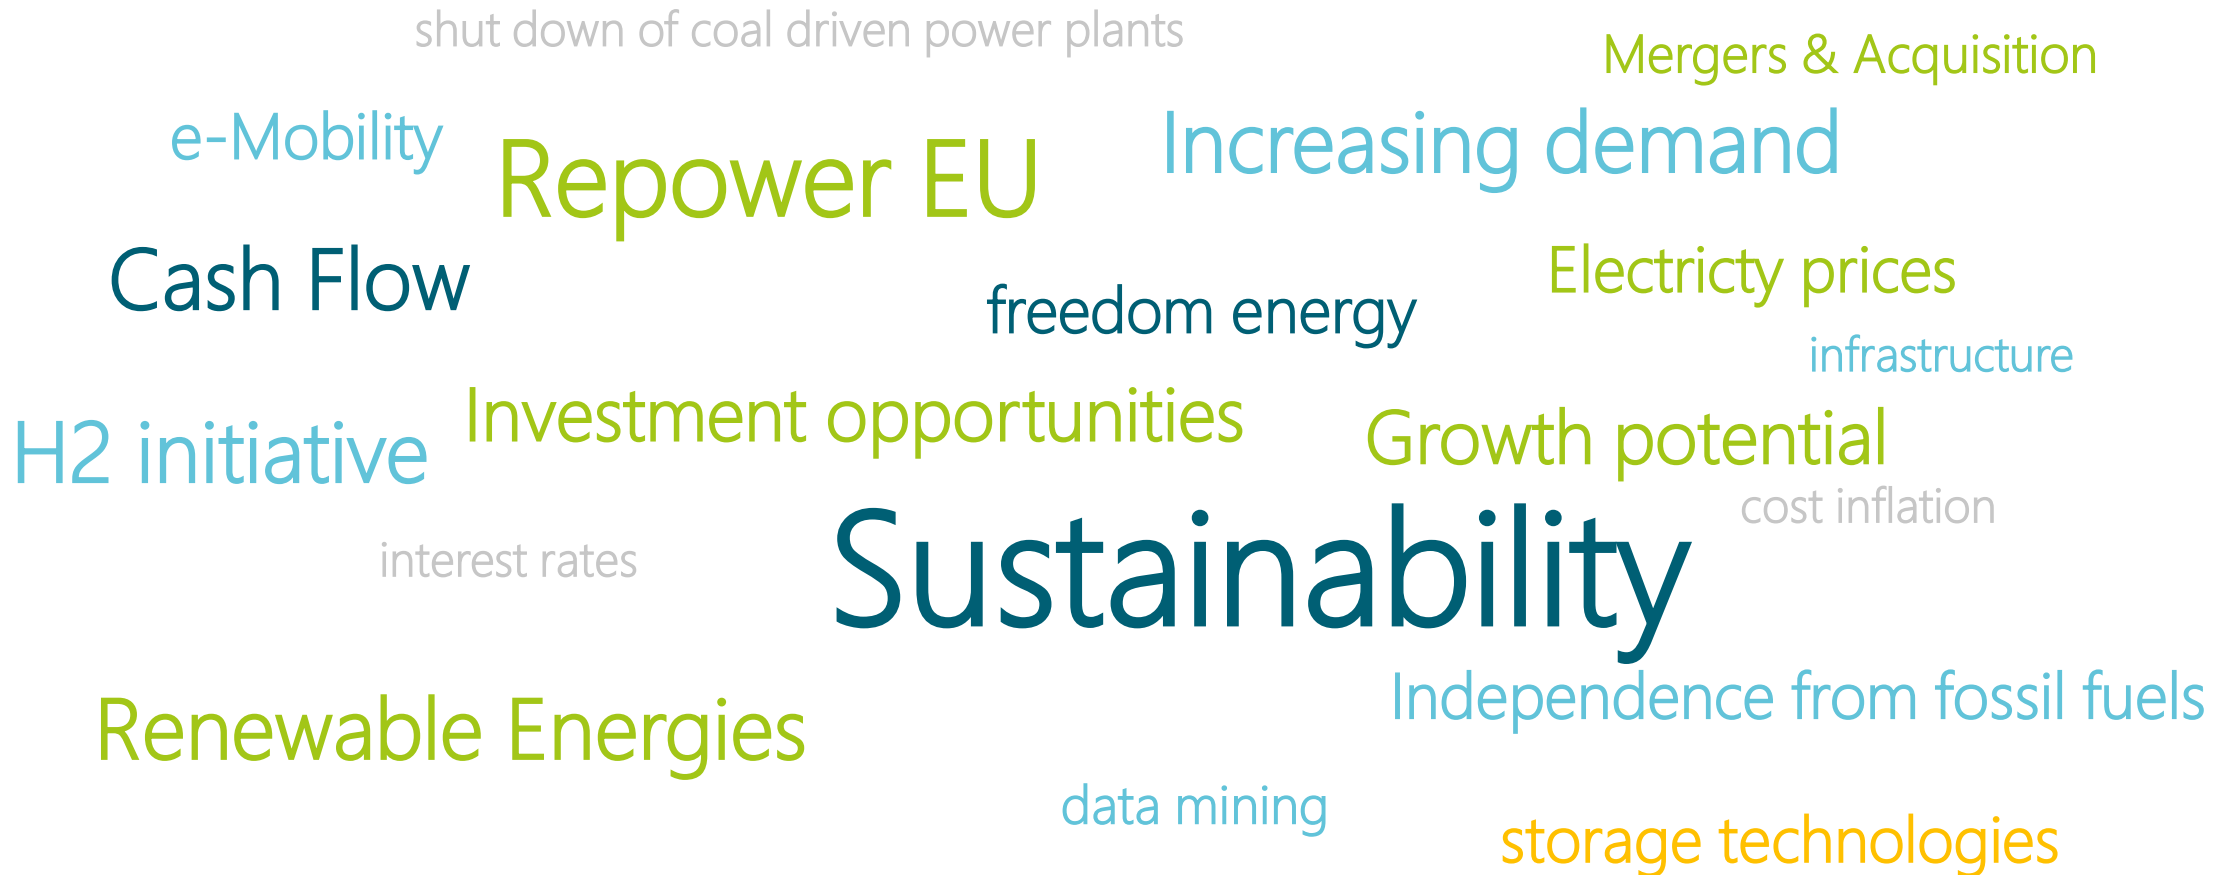 shut down of coal driven power plants
Mergers & Acquisition
e-Mobility
Repower EU
Increasing demand
Cash Flow
freedom energy
Electricty prices
infrastructure
H2 initiative
Investment opportunities
Growth potential
cost inflation
interest rates
Sustainability
Renewable Energies
Independence from fossil fuels
data mining
storage technologies